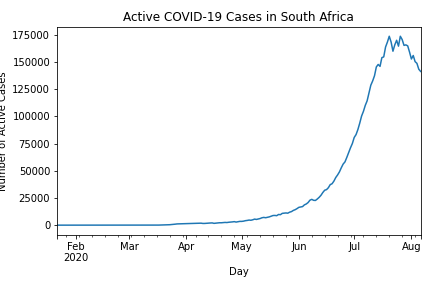 Active COVID-19 Cases in South Africa
175000
150000
125000
100000
75000
50000
25000
0
Number of Active Cases
Feb
2020
Mar
Apr
May
Jun
Jul
Aug
Day